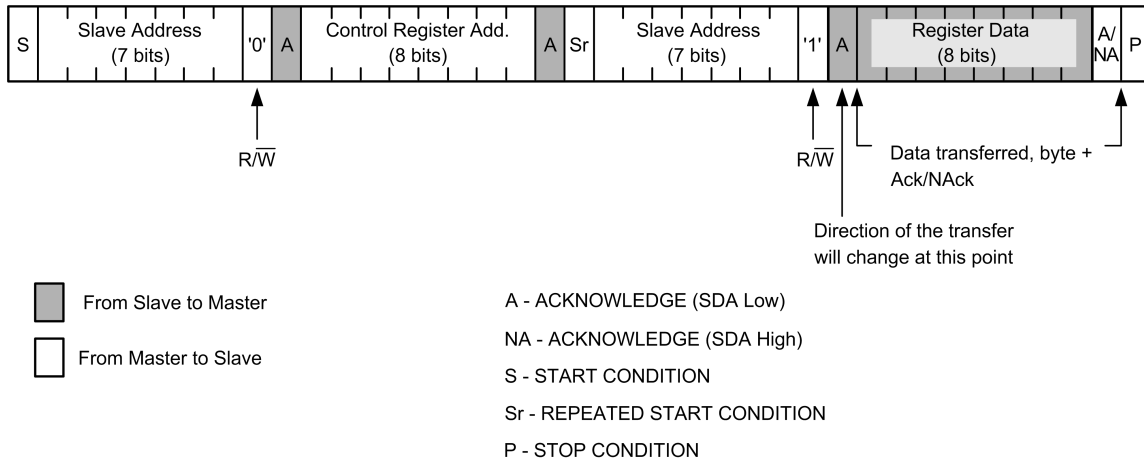 S Slave Address (7 bits) '0' A Control Register Add. (8 bits) A Sr Slave Address (7 bits) '1' A Register Data (8 bits) A/NA P
R/W̅
R/W̅
Data transferred, byte +
Ack/NAck
Direction of the transfer
will change at this point
From Slave to Master
From Master to Slave
A - ACKNOWLEDGE (SDA Low)
NA - ACKNOWLEDGE (SDA High)
S - START CONDITION
Sr - REPEATED START CONDITION
P - STOP CONDITION